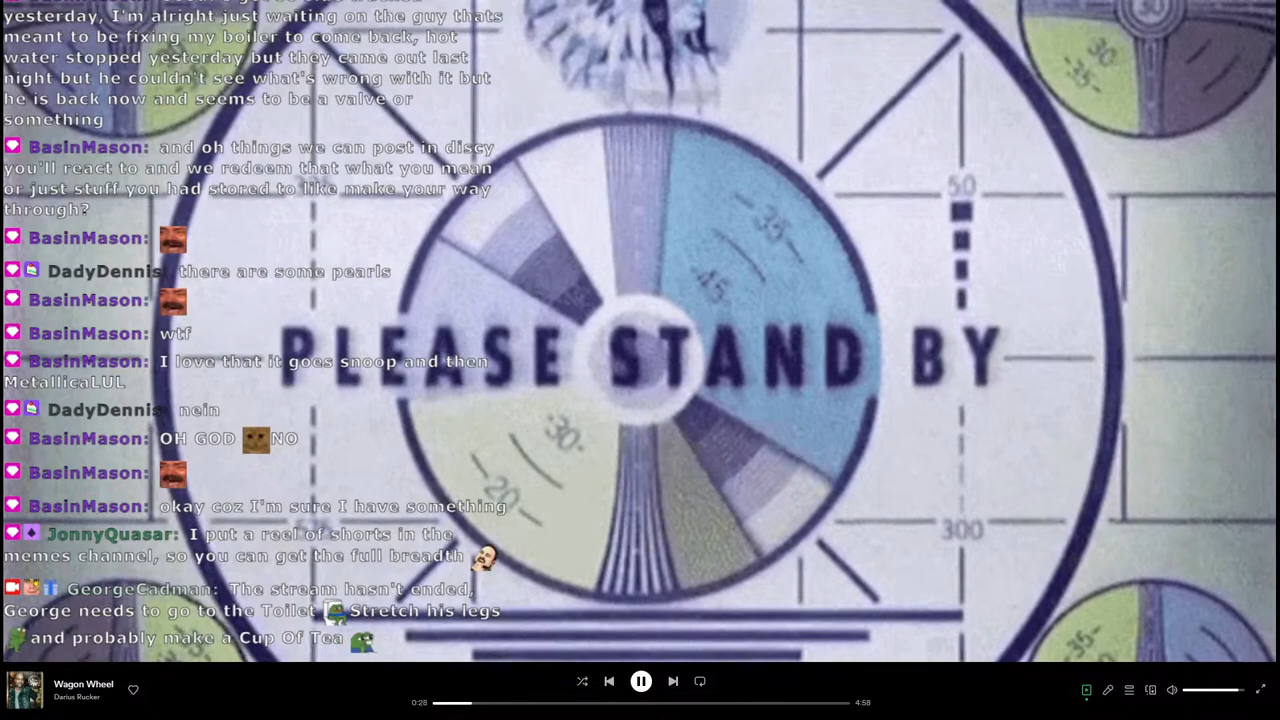 yesterday, I'm alright just waiting on the guy thats
meant to be fixing my boiler to come back, hot
water stopped yesterday but they came out last
night but he couldn't see what's wrong with it but
he is back now and seems to be a valve or
something
BasinMason: and oh things we can post in discy
you'll react to and we redeem that what you mean
or just stuff you had stored to like make your way
through?
BasinMason:
DadyDennis: there are some pearls
BasinMason:
BasinMason: wtf
BasinMason: I love that it goes snoop and then
MetallicaLUL
DadyDennis: nein
BasinMason: OH GOD NO
BasinMason:
BasinMason: okay coz I'm sure I have something
JonnyQuasar: I put a reel of shorts in the
memes channel, so you can get the full breadth
GeorgeCadman: The stream hasn't ended,
George needs to go to the Toilet Stretch his legs
and probably make a Cup Of Tea
PLEASE STAND BY
30
-35-
-35-
45
50
-30-
-20-
300
30
-35-
Wagon Wheel
Darius Rucker
0:28
4:58